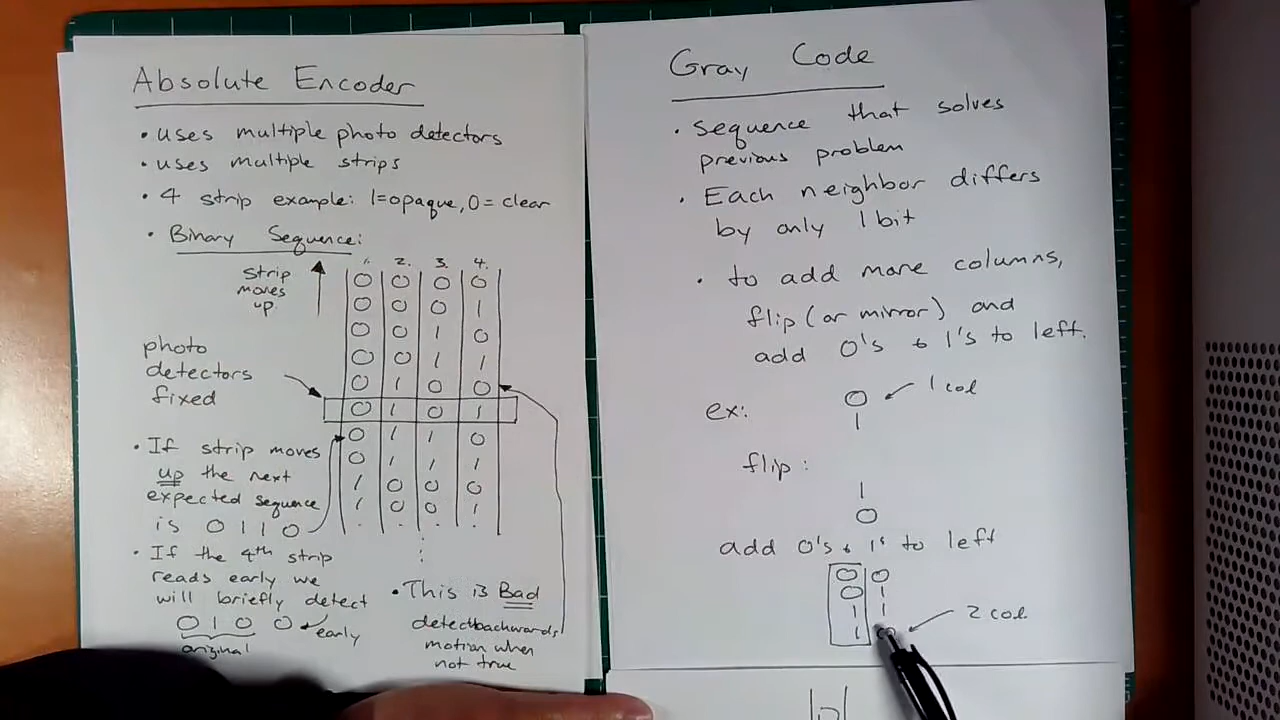 Absolute Encoder
• uses multiple photo detectors
• uses multiple strips
• 4 strip example: 1=opaque, 0=clear
• Binary Sequence:
1. 2. 3. 4.
strip moves up
0 0 0 0
0 0 0 1
0 0 1 0
0 0 1 1
0 1 0 0
photo detectors fixed
0 1 0 1
0 1 1 0
0 1 1 1
1 0 0 0
1 0 0 1
• If strip moves
up the next
expected sequence
is 0110
• If the 4th strip
reads early we
will briefly detect
0 1 0 0 early
original
• This is Bad
detect backwards
motion when
not true
Gray Code
• sequence that solves
previous problem
• Each neighbor differs
by only 1 bit
• to add more columns,
flip (or mirror) and
add 0's & 1's to left.
ex: 0 1 col
1
flip:
1
0
add 0's & 1's to left
0 0
0 1
1 1
1 0 2 col